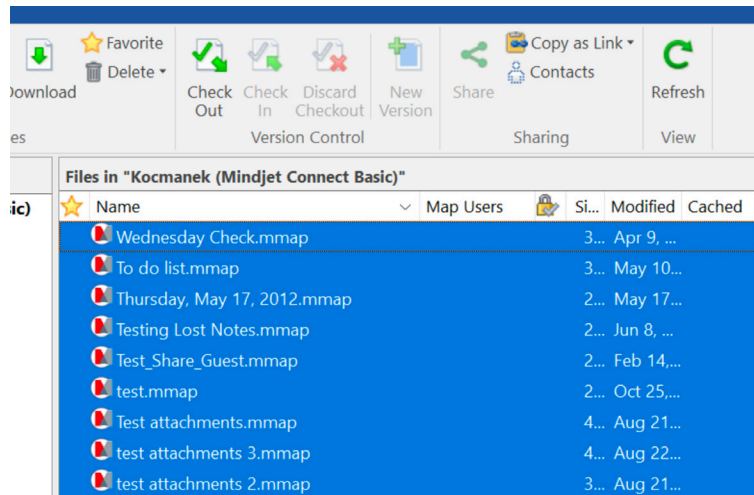 Favorite
Delete
Download
Check Out
Check In
Discard Checkout
New Version
Share
Copy as Link
Contacts
Refresh
es
Version Control
Sharing
View
Files in "Kocmanek (Mindjet Connect Basic)"
ic)
Name Map Users Si... Modified Cached
Wednesday Check.mmap 3... Apr 9, ...
To do list.mmap 3... May 10...
Thursday, May 17, 2012.mmap 2... May 17...
Testing Lost Notes.mmap 2... Jun 8, ...
Test_Share_Guest.mmap 2... Feb 14,...
test.mmap 2... Oct 25,...
Test attachments.mmap 4... Aug 21...
test attachments 3.mmap 4... Aug 22...
test attachments 2.mmap 3... Aug 21...